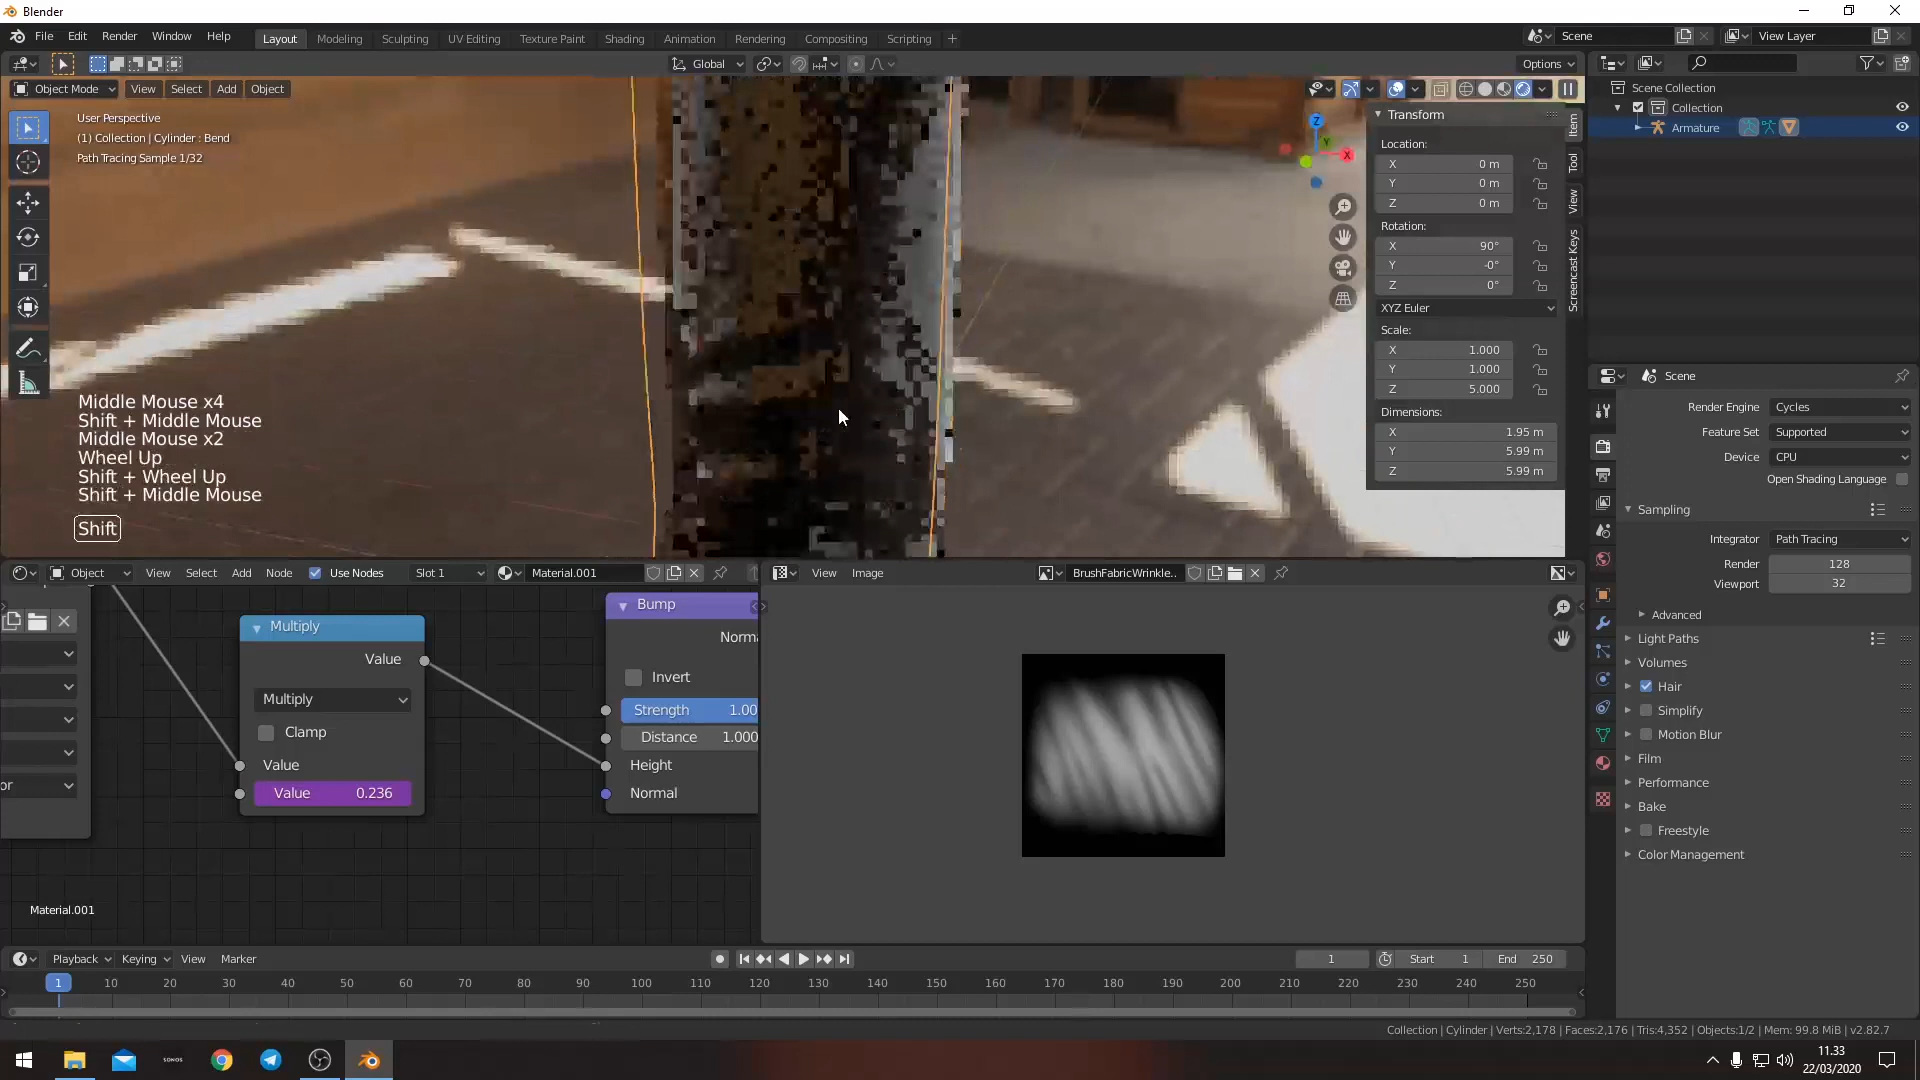 Blender
File Edit Render Window Help
Layout Modeling Sculpting UV Editing Texture Paint Shading Animation Rendering Compositing Scripting +
Scene
View Layer
Global
Options
Object Mode View Select Add Object
User Perspective
(1) Collection | Cylinder : Bend
Path Tracing Sample 1/32
Middle Mouse x4
Shift + Middle Mouse
Middle Mouse x2
Wheel Up
Shift + Wheel Up
Shift + Middle Mouse
Shift
Z
Y
X
Transform
Location:
X 0 m
Y 0 m
Z 0 m
Rotation:
X 90°
Y -0°
Z 0°
XYZ Euler
Scale:
X 1.000
Y 1.000
Z 5.000
Dimensions:
X 1.95 m
Y 5.99 m
Z 5.99 m
Item
Tool
View
Screencast Keys
Scene Collection
Collection
Armature
Scene
Render Engine Cycles
Feature Set Supported
Device CPU
Open Shading Language
Sampling
Integrator Path Tracing
Render 128
Viewport 32
Advanced
Light Paths
Volumes
Hair
Simplify
Motion Blur
Film
Performance
Bake
Freestyle
Color Management
Object View Select Add Node Use Nodes Slot 1 Material.001
View Image BrushFabricWrinkle..
or
Multiply
Value
Multiply
Clamp
Value
Value 0.236
Bump
Norma
Invert
Strength 1.00
Distance 1.000
Height
Normal
Material.001
Playback Keying View Marker
1 Start 1 End 250
1 10 20 30 40 50 60 70 80 90 100 110 120 130 140 150 160 170 180 190 200 210 220 230 240 250
Collection | Cylinder | Verts:2,178 | Faces:2,176 | Tris:4,352 | Objects:1/2 | Mem: 99.8 MiB | v2.82.7
SONOS
11.33
22/03/2020